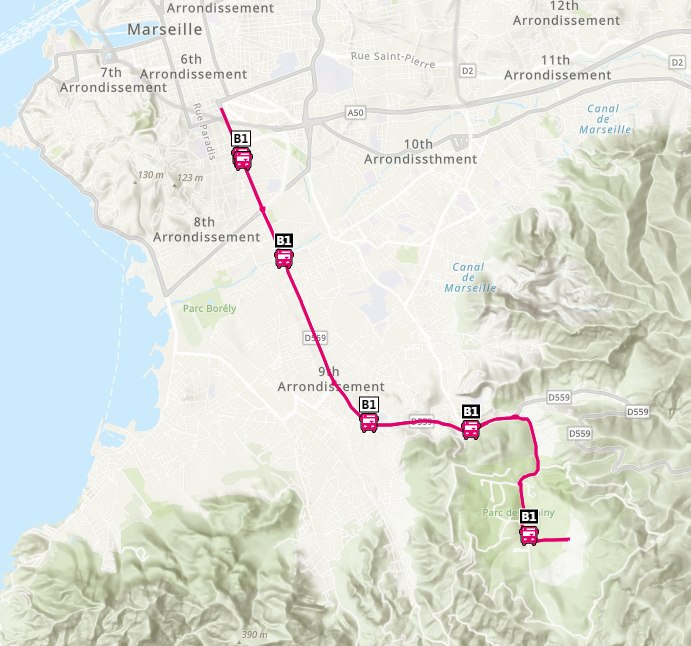 Arrondissement
12th
Arrondissement
Marseille
6th
Arrondissement
7th
Arrondissement
Rue Saint-Pierre
D2
11th
Arrondissement
D2
Rue Paradis
A50
Canal
de
Marseille
B1
10th
Arrondissthment
130 m
123 m
8th
Arrondissement
B1
Canal
de
Marseille
Parc Borély
D559
9th
Arrondissement
B1
D559
B1
D559
D559
D559
Parc de
iny
B1
390 m